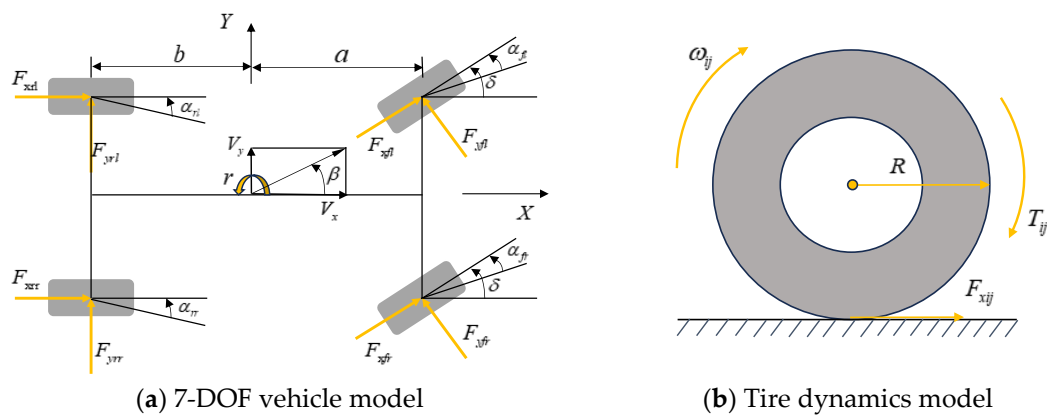 Y
b
a
α_fl
δ
F_xrl
α_rl
F_yrl
F_xfl
F_yfl
V_y
r
β
V_x
X
F_xrr
α_rr
F_yrr
α_fr
δ
F_xfr
F_yfr
(a) 7-DOF vehicle model
ω_ij
R
T_ij
F_xij
(b) Tire dynamics model